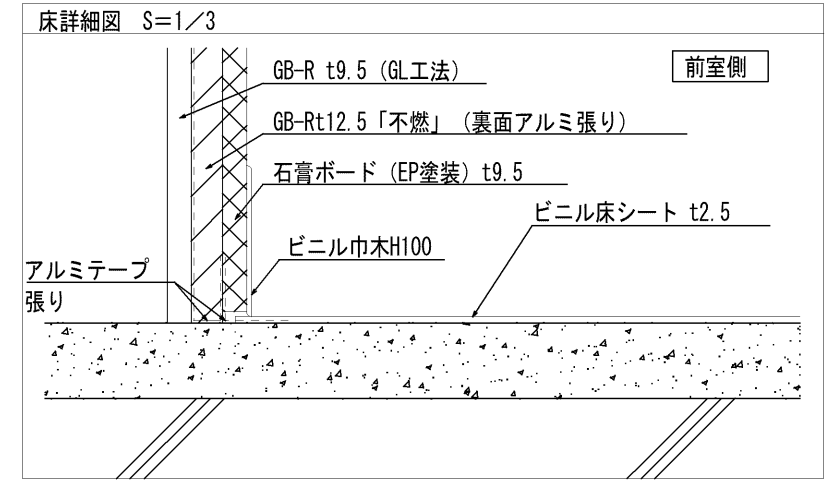 床詳細図 S=1/3
前室側
GB-R t9.5 (GL工法)
GB-Rt12.5「不燃」(裏面アルミ張り)
石膏ボード (EP塗装) t9.5
ビニル床シート t2.5
ビニル巾木H100
アルミテープ
張り